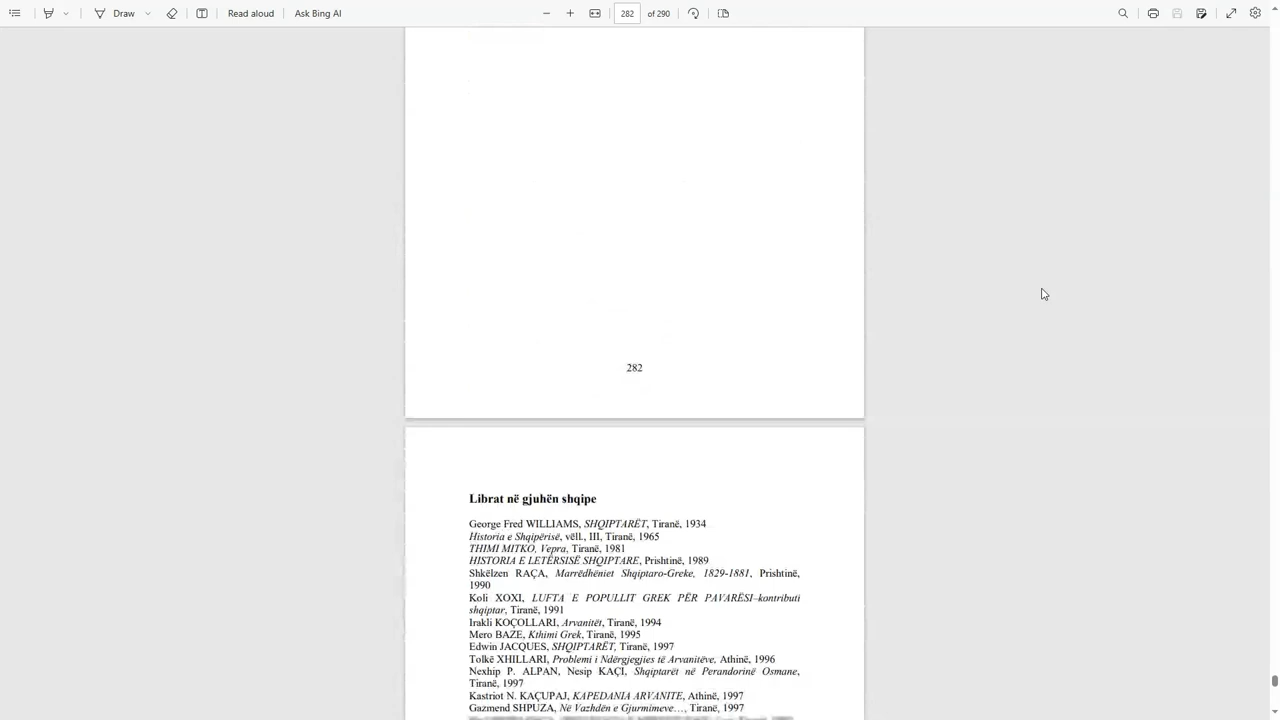 Draw
Read aloud
Ask Bing AI
282 of 290
282
Librat në gjuhën shqipe
George Fred WILLIAMS, SHQIPTARËT, Tiranë, 1934
Historia e Shqipërisë, vëll., III, Tiranë, 1965
THIMI MITKO, Vepra, Tiranë, 1981
HISTORIA E LETËRSISË SHQIPTARE, Prishtinë, 1989
Shkëlzen RAÇA, Marrëdhëniet Shqiptaro-Greke, 1829-1881, Prishtinë,
1990
Koli XOXI, LUFTA E POPULLIT GREK PËR PAVARËSI–kontributi
shqiptar, Tiranë, 1991
Irakli KOÇOLLARI, Arvanitët, Tiranë, 1994
Mero BAZE, Kthimi Grek, Tiranë, 1995
Edwin JACQUES, SHQIPTARËT, Tiranë, 1997
Tolkë XHILLARI, Problemi i Ndërgjegjies të Arvanitëve, Athinë, 1996
Nexhip P. ALPAN, Nesip KAÇI, Shqiptarët në Perandorinë Osmane,
Tiranë, 1997
Kastriot N. KAÇUPAJ, KAPEDANIA ARVANITE, Athinë, 1997
Gazmend SHPUZA, Në Vazhdën e Gjurmimeve…, Tiranë, 1997